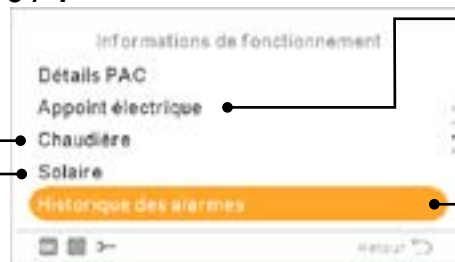 Informations de fonctionnement
Détails PAC
Appoint électrique
Chaudière
Solaire
Historique des alarmes
Retour